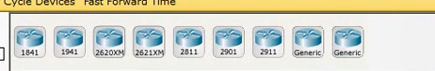 Cycle Devices Fast Forward Time
1841 1941 2620XM 2621XM 2811 2901 2911 Generic Generic